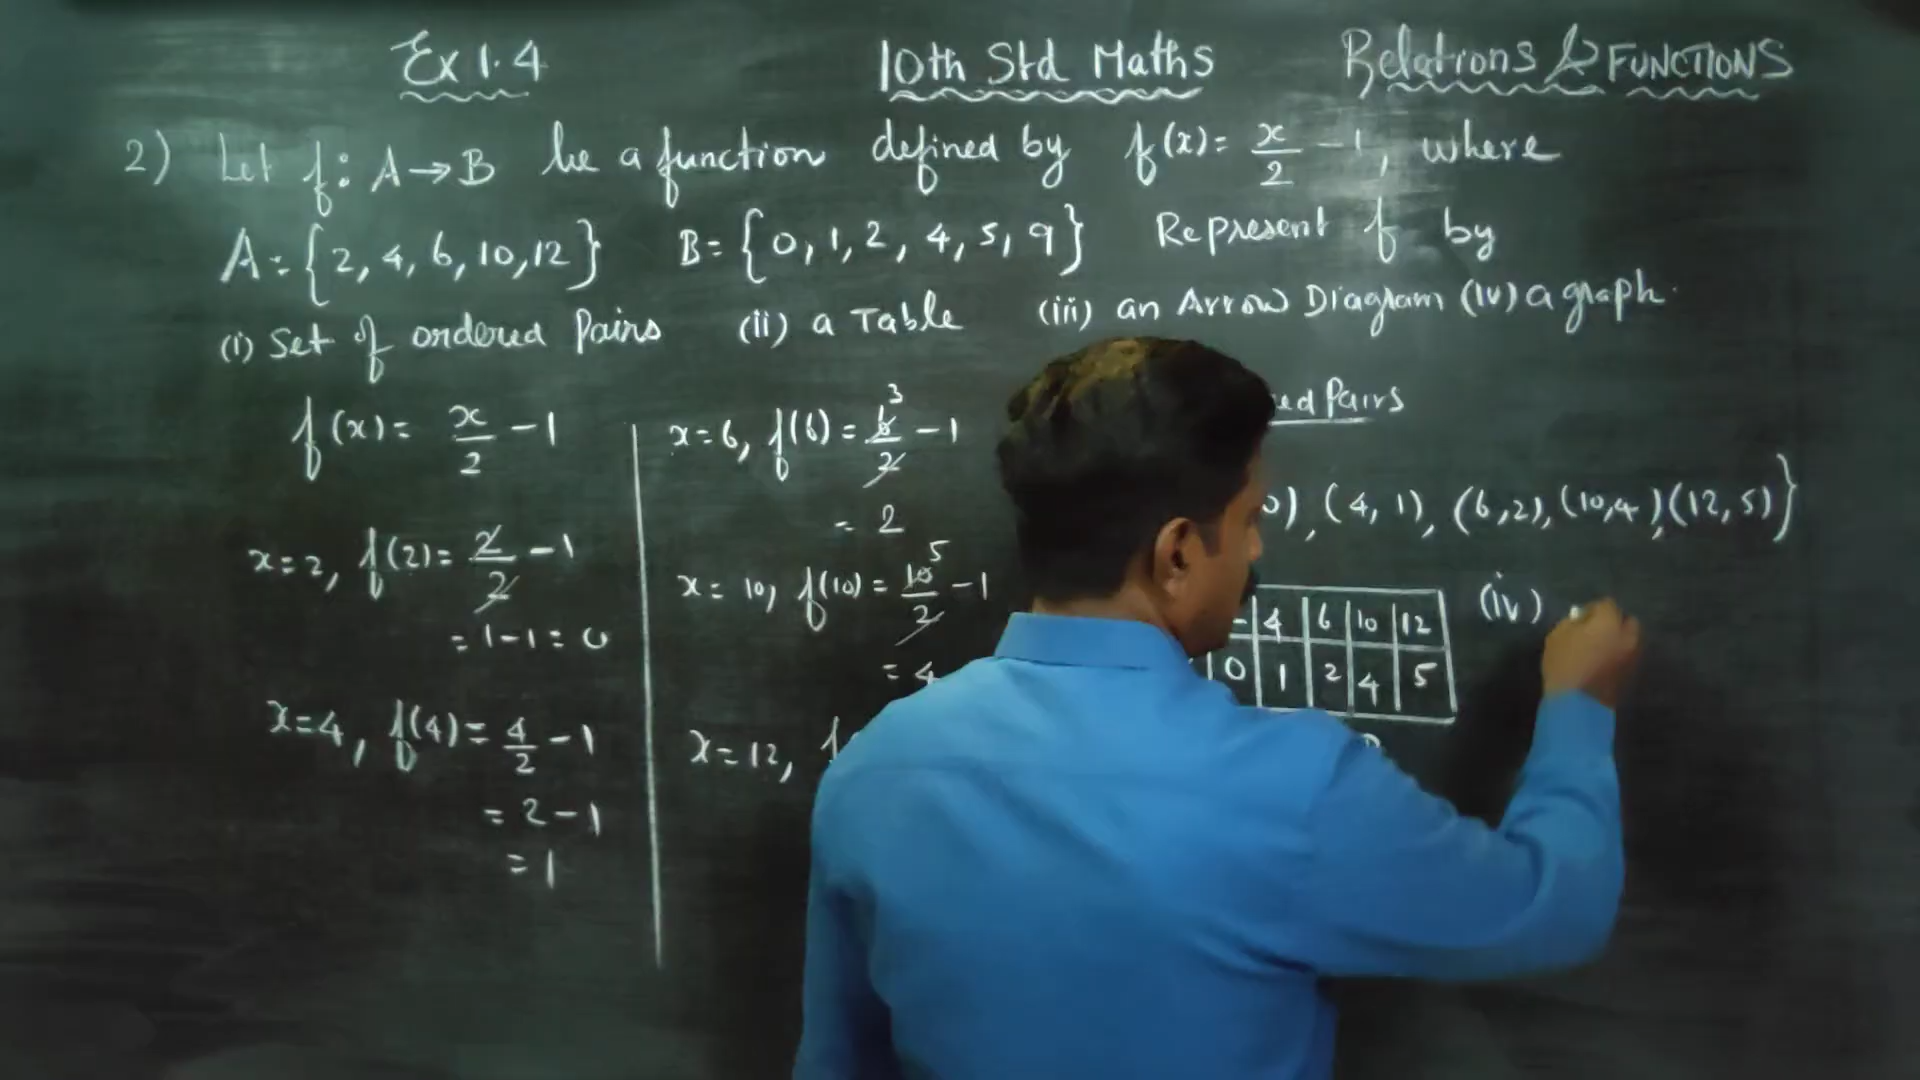 Ex 1.4 10th Std Maths Relations & FUNCTIONS
2) Let f: A→B be a function defined by f(x) = x/2 - 1, where
A = {2, 4, 6, 10, 12} B = {0, 1, 2, 4, 5, 9} Represent f by
(i) Set of ordered Pairs (ii) a Table (iii) an Arrow Diagram (iv) a graph.
f(x) = x/2 - 1
x=2, f(2) = 2/2 - 1
= 1-1 = 0
x=4, f(4) = 4/2 - 1
= 2 - 1
= 1
x=6, f(6) = 6/2 - 1
3
= 2
x= 10, f(10) = 10/2 - 1
5
= 4
x=12, f
ed Pairs
0), (4, 1), (6,2), (10,4), (12,5)}
4 6 10 12
0 1 2 4 5
(iv)